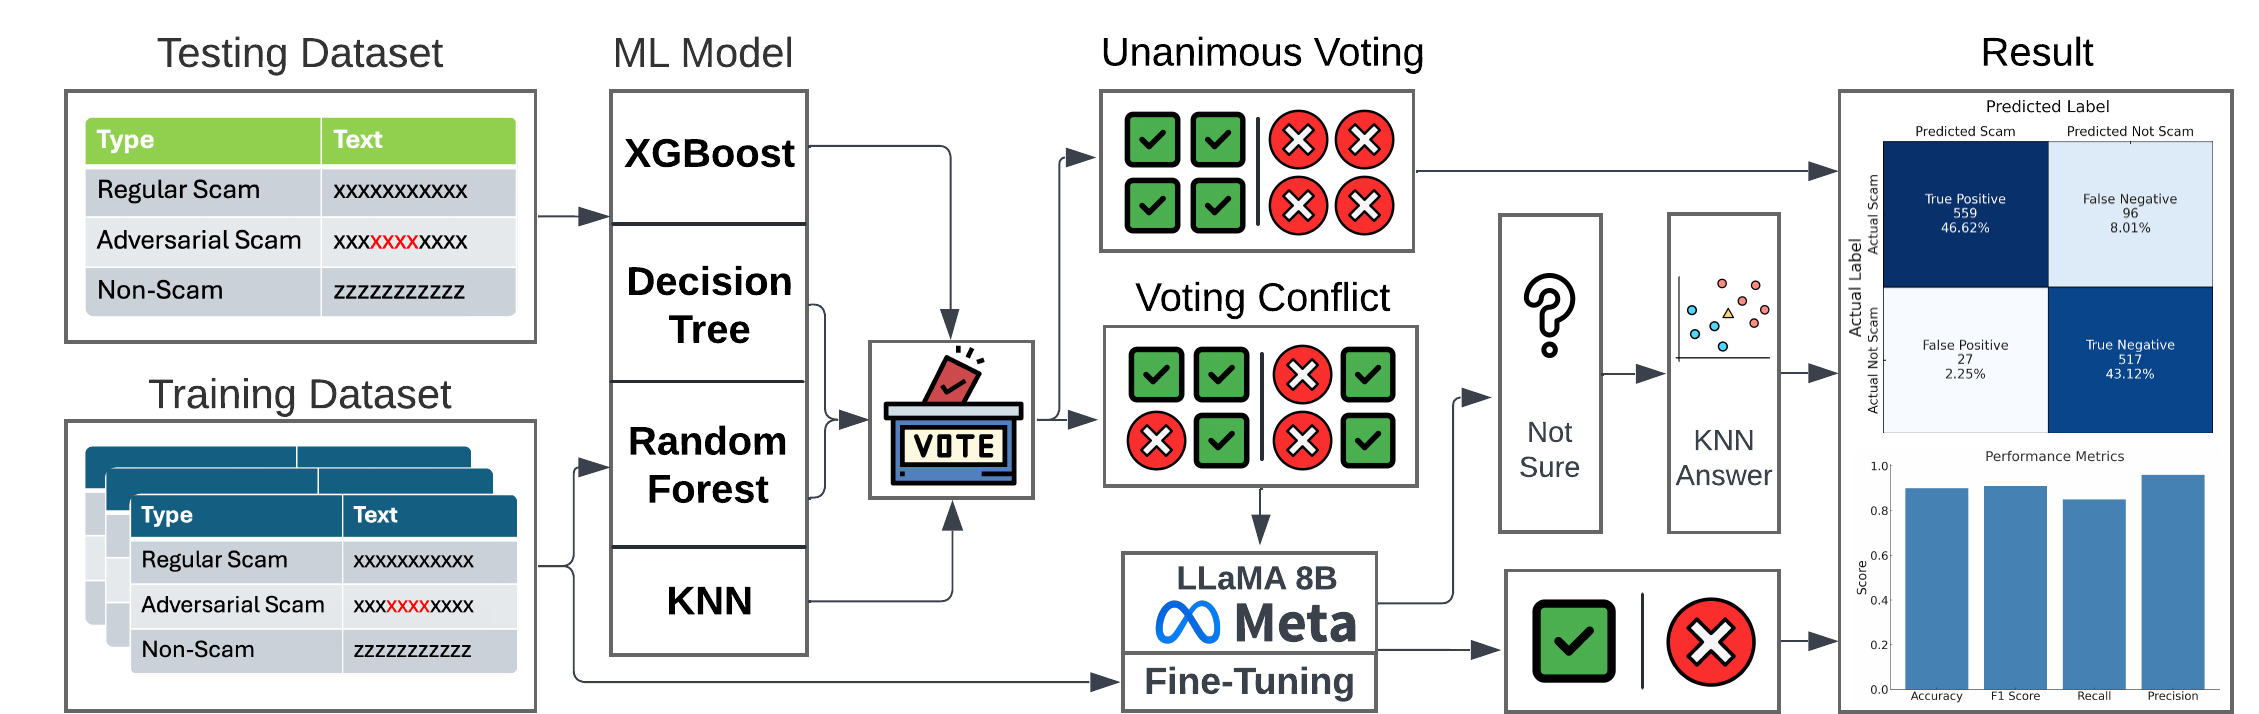 Testing Dataset
Type Text
Regular Scam xxxxxxxxxxx
Adversarial Scam xxxxxxxxxxx
Non-Scam zzzzzzzzzzz
Training Dataset
Type Text
Regular Scam xxxxxxxxxxx
Adversarial Scam xxxxxxxxxxx
Non-Scam zzzzzzzzzzz
ML Model
XGBoost
Decision
Tree
Random
Forest
KNN
VOTE
Unanimous Voting
Voting Conflict
LLaMA 8B
Meta
Fine-Tuning
Not
Sure
KNN
Answer
Result
Predicted Label
Predicted Scam Predicted Not Scam
Actual Label
Actual Scam
Actual Not Scam
True Positive
559
46.62%
False Negative
96
8.01%
False Positive
27
2.25%
True Negative
517
43.12%
Performance Metrics
Score
1.0
0.8
0.6
0.4
0.2
0.0
Accuracy F1 Score Recall Precision